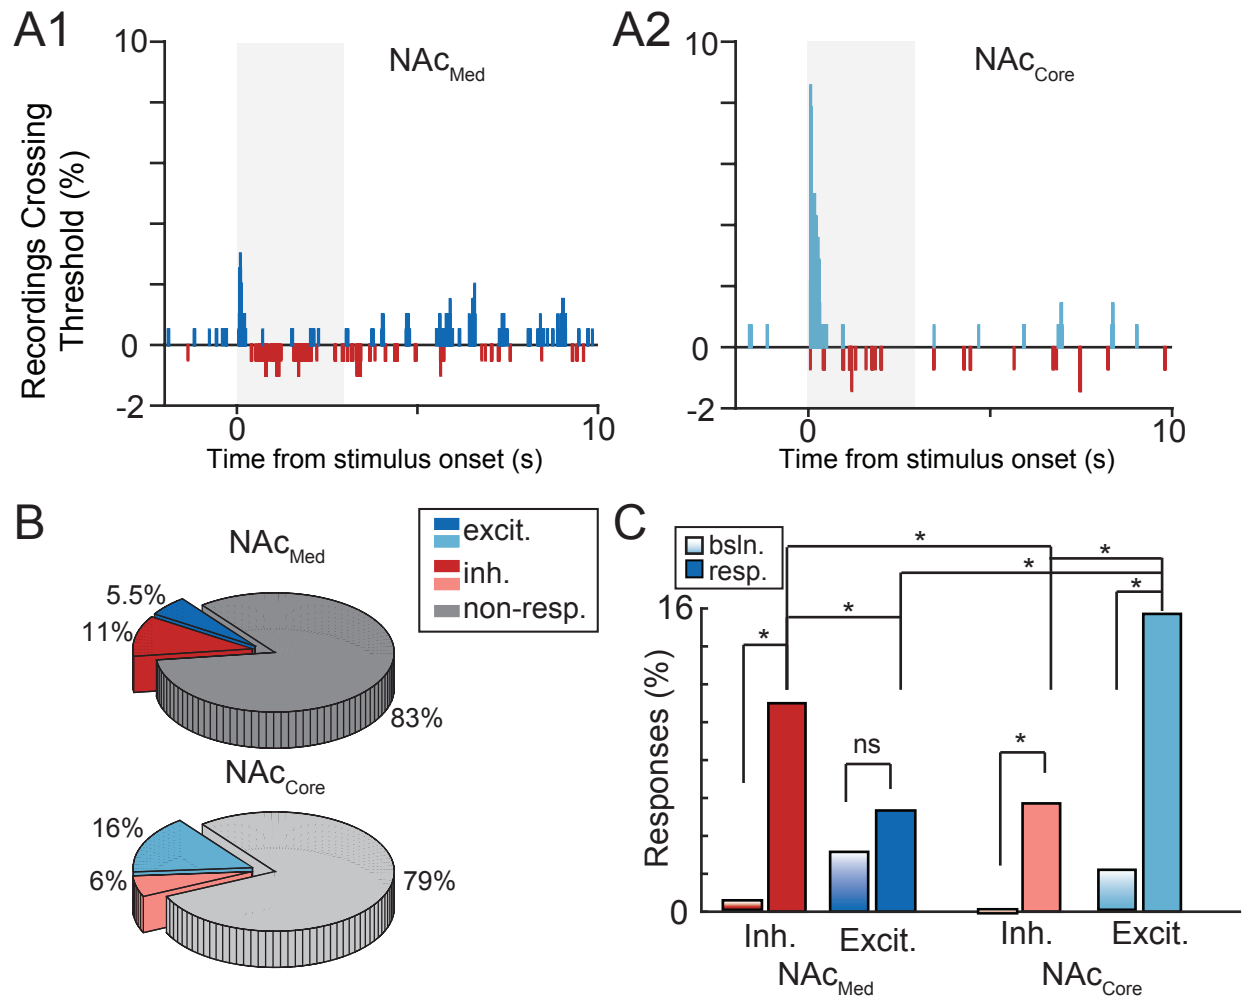 A1
NAcMed
10
0
-2
Recordings Crossing
Threshold (%)
0
10
Time from stimulus onset (s)
A2
NAcCore
10
0
-2
0
10
Time from stimulus onset (s)
B
NAcMed
5.5%
11%
83%
excit.
inh.
non-resp.
NAcCore
16%
6%
79%
C
bsln.
resp.
*
*
*
*
*
*
ns
*
16
0
Responses (%)
Inh.
Excit.
Inh.
Excit.
NAcMed
NAcCore